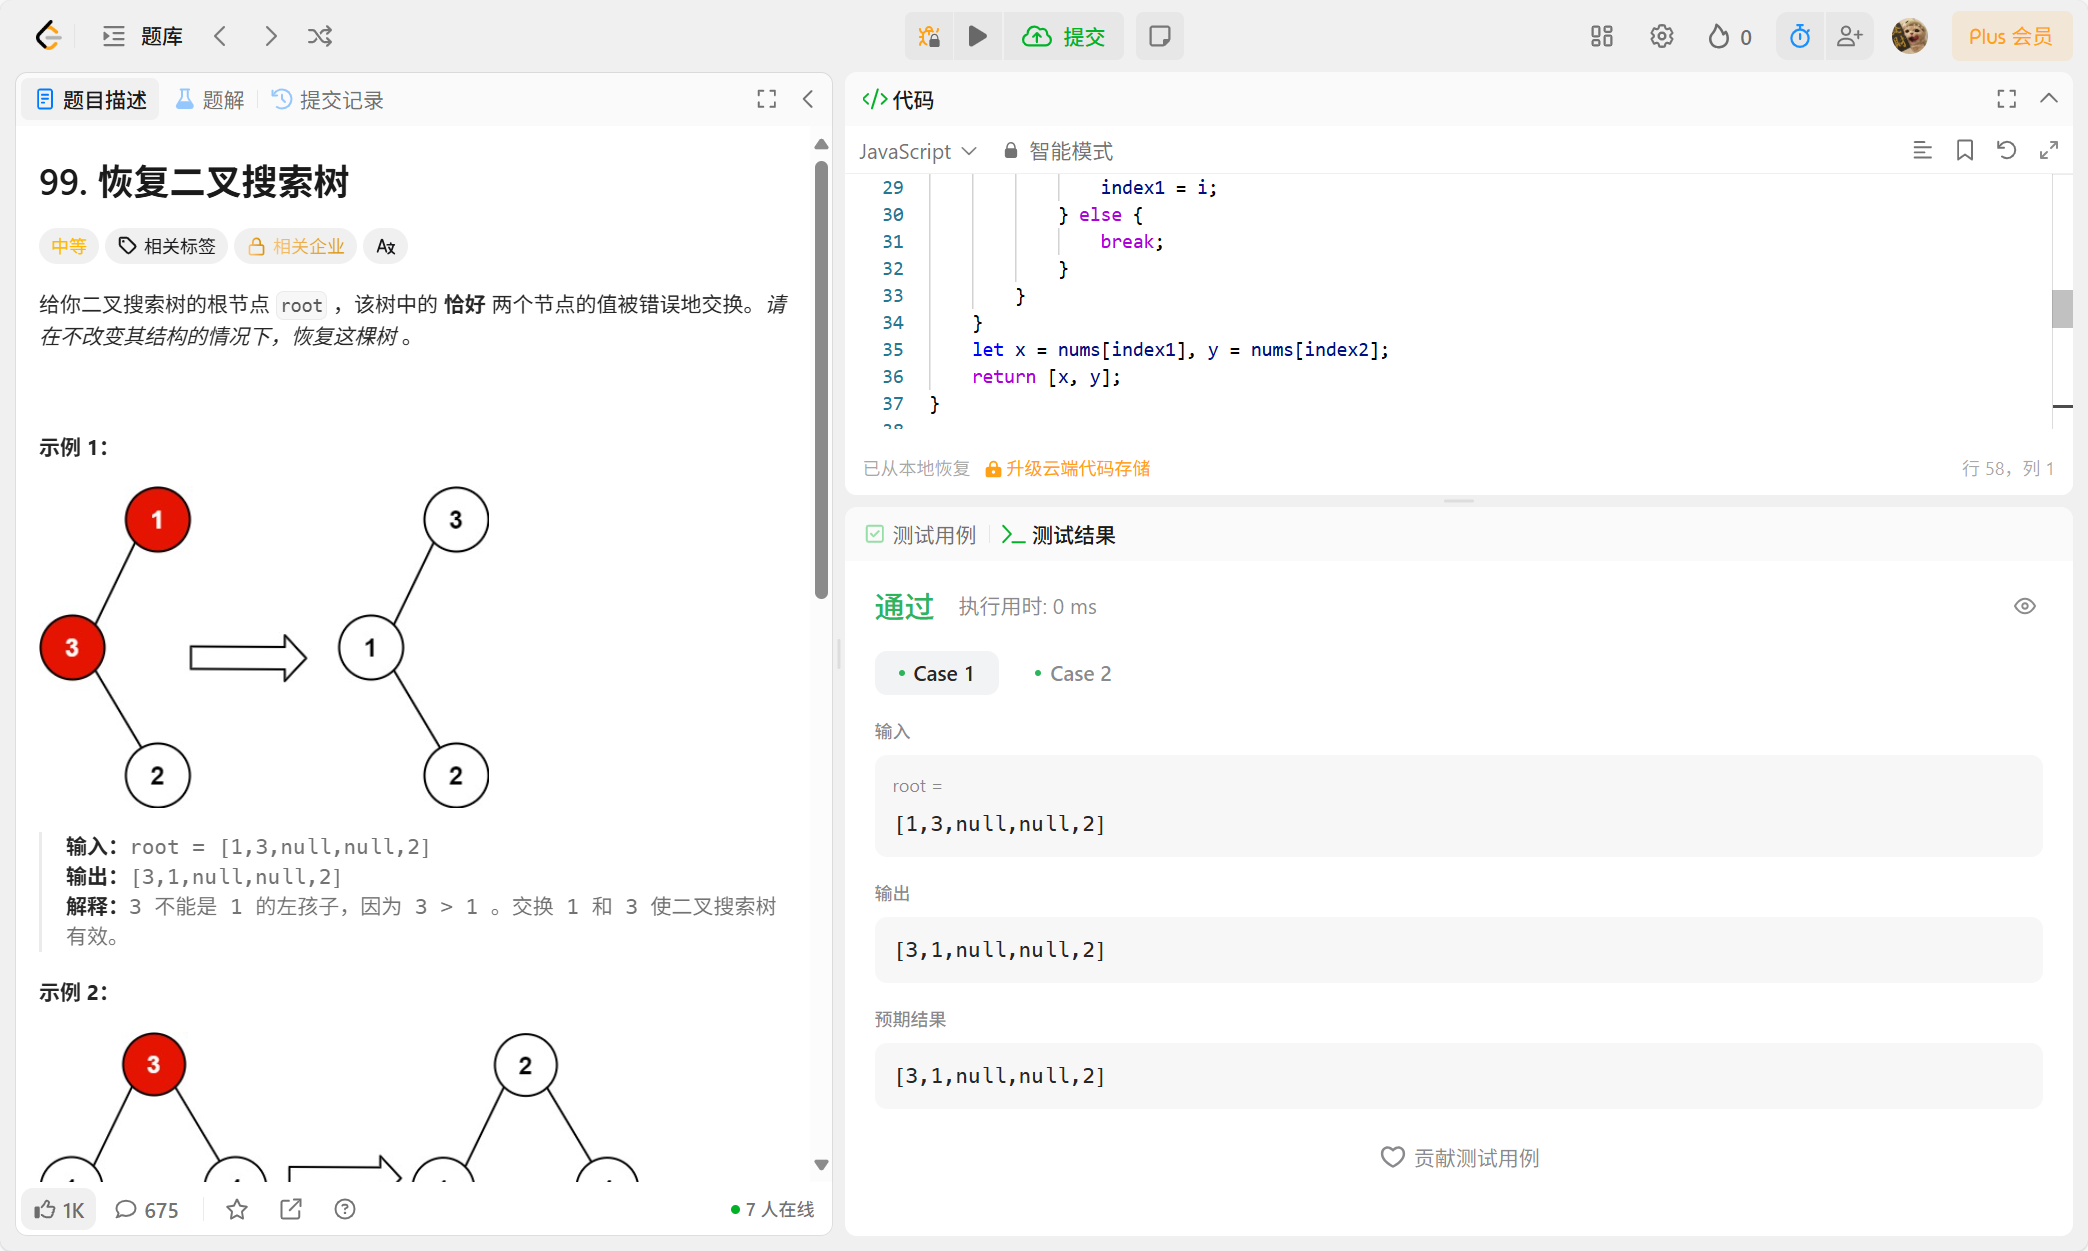 题库
提交
0
Plus 会员
题目描述
题解
提交记录
99. 恢复二叉搜索树
中等
相关标签
相关企业
给你二叉搜索树的根节点 root ，该树中的 恰好 两个节点的值被错误地交换。请
在不改变其结构的情况下，恢复这棵树 。
示例 1：
1
3
3
1
2
2
输入：root = [1,3,null,null,2]
输出：[3,1,null,null,2]
解释：3 不能是 1 的左孩子，因为 3 > 1 。交换 1 和 3 使二叉搜索树
有效。
示例 2：
3
2
1K
675
7 人在线
代码
JavaScript
智能模式
29 index1 = i;
30 } else {
31 break;
32 }
33 }
34 }
35 let x = nums[index1], y = nums[index2];
36 return [x, y];
37 }
已从本地恢复
升级云端代码存储
行 58，列 1
测试用例
测试结果
通过
执行用时: 0 ms
Case 1
Case 2
输入
root =
[1,3,null,null,2]
输出
[3,1,null,null,2]
预期结果
[3,1,null,null,2]
贡献测试用例